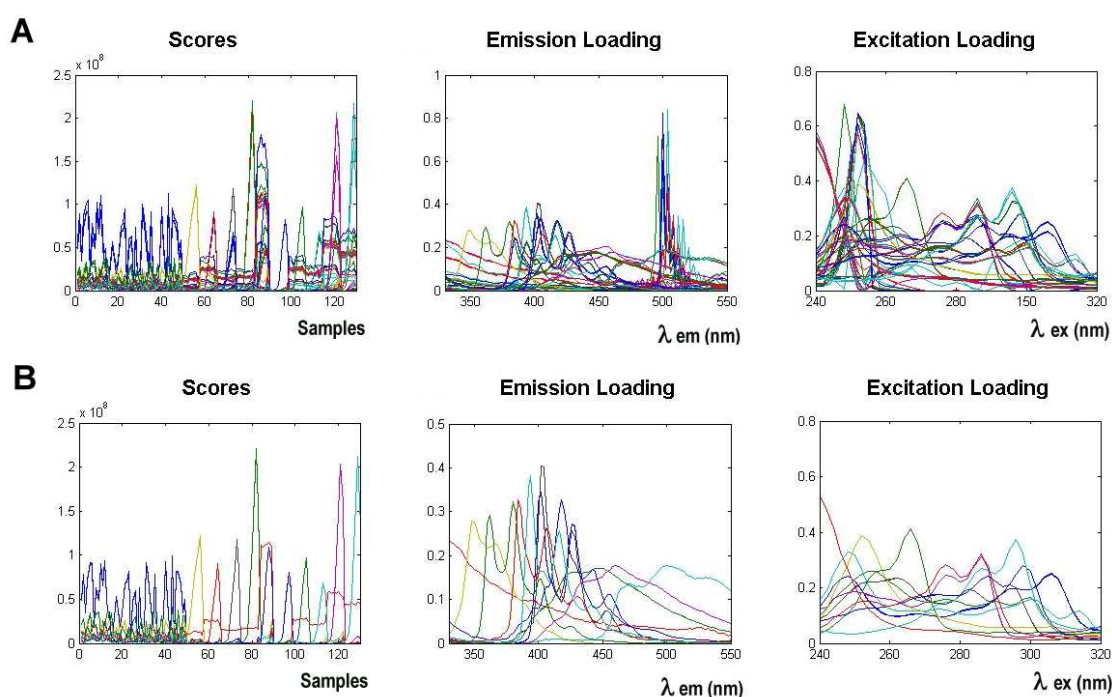 A
Scores
Emission Loading
Excitation Loading
x 10⁸
2.5
2
1.5
1
0.5
0
0 20 40 60 80 100 120
Samples
1
0.8
0.6
0.4
0.2
0
350 400 450 500 550
λ em (nm)
0.8
0.6
0.4
0.2
0
240 260 280 150 320
λ ex (nm)
B
Scores
Emission Loading
Excitation Loading
x 10⁸
2.5
2
1.5
1
0.5
0
0 20 40 60 80 100 120
Samples
0.5
0.4
0.3
0.2
0.1
0
350 400 450 500 550
λ em (nm)
0.8
0.6
0.4
0.2
0
240 260 280 300 320
λ ex (nm)